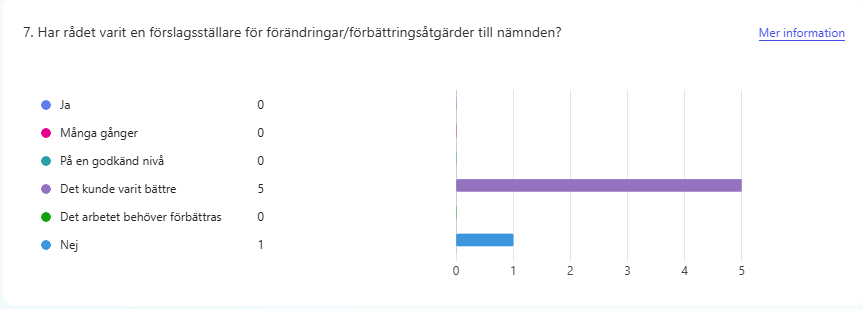 7. Har rådet varit en förslagsställare för förändringar/förbättringsåtgärder till nämnden?
Mer information
Ja 0
Många gånger 0
På en godkänd nivå 0
Det kunde varit bättre 5
Det arbetet behöver förbättras 0
Nej 1
0 1 2 3 4 5